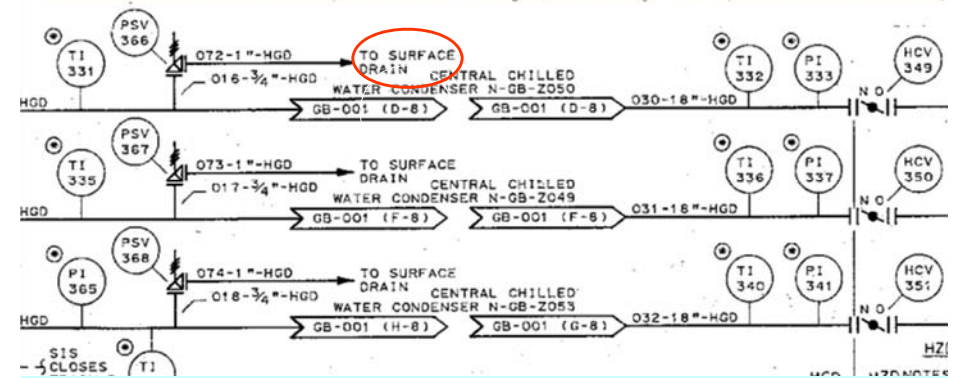 PSV
366
TI
331
072-1"-HGD
TO SURFACE
DRAIN
016-3/4"-HGD
CENTRAL CHILLED
WATER CONDENSER N-GB-Z050
HGD
GB-001 (D-8)
GB-001 (D-8)
030-18"-HGD
TI
332
PI
333
HCV
349
NO
PSV
367
TI
335
073-1"-HGD
TO SURFACE
DRAIN
017-3/4"-HGD
CENTRAL CHILLED
WATER CONDENSER N-GB-Z049
HGD
GB-001 (F-8)
GB-001 (F-8)
031-18"-HGD
TI
336
PI
337
HCV
350
NO
PSV
368
PI
365
074-1"-HGD
TO SURFACE
DRAIN
018-3/4"-HGD
CENTRAL CHILLED
WATER CONDENSER N-GB-Z053
HGD
GB-001 (H-8)
GB-001 (G-8)
032-18"-HGD
TI
340
PI
341
HCV
351
NO
SIS
CLOSES
TI